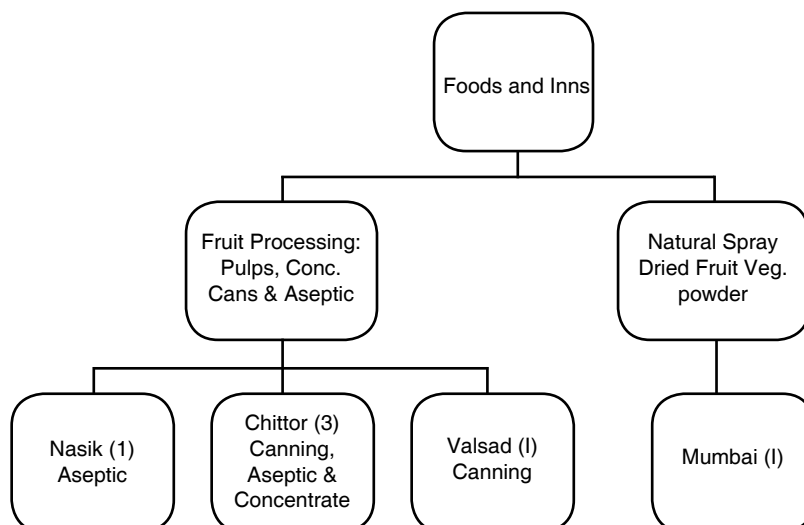 Foods and Inns
Fruit Processing:
Pulps, Conc.
Cans & Aseptic
Natural Spray
Dried Fruit Veg.
powder
Nasik (1)
Aseptic
Chittor (3)
Canning,
Aseptic &
Concentrate
Valsad (I)
Canning
Mumbai (I)